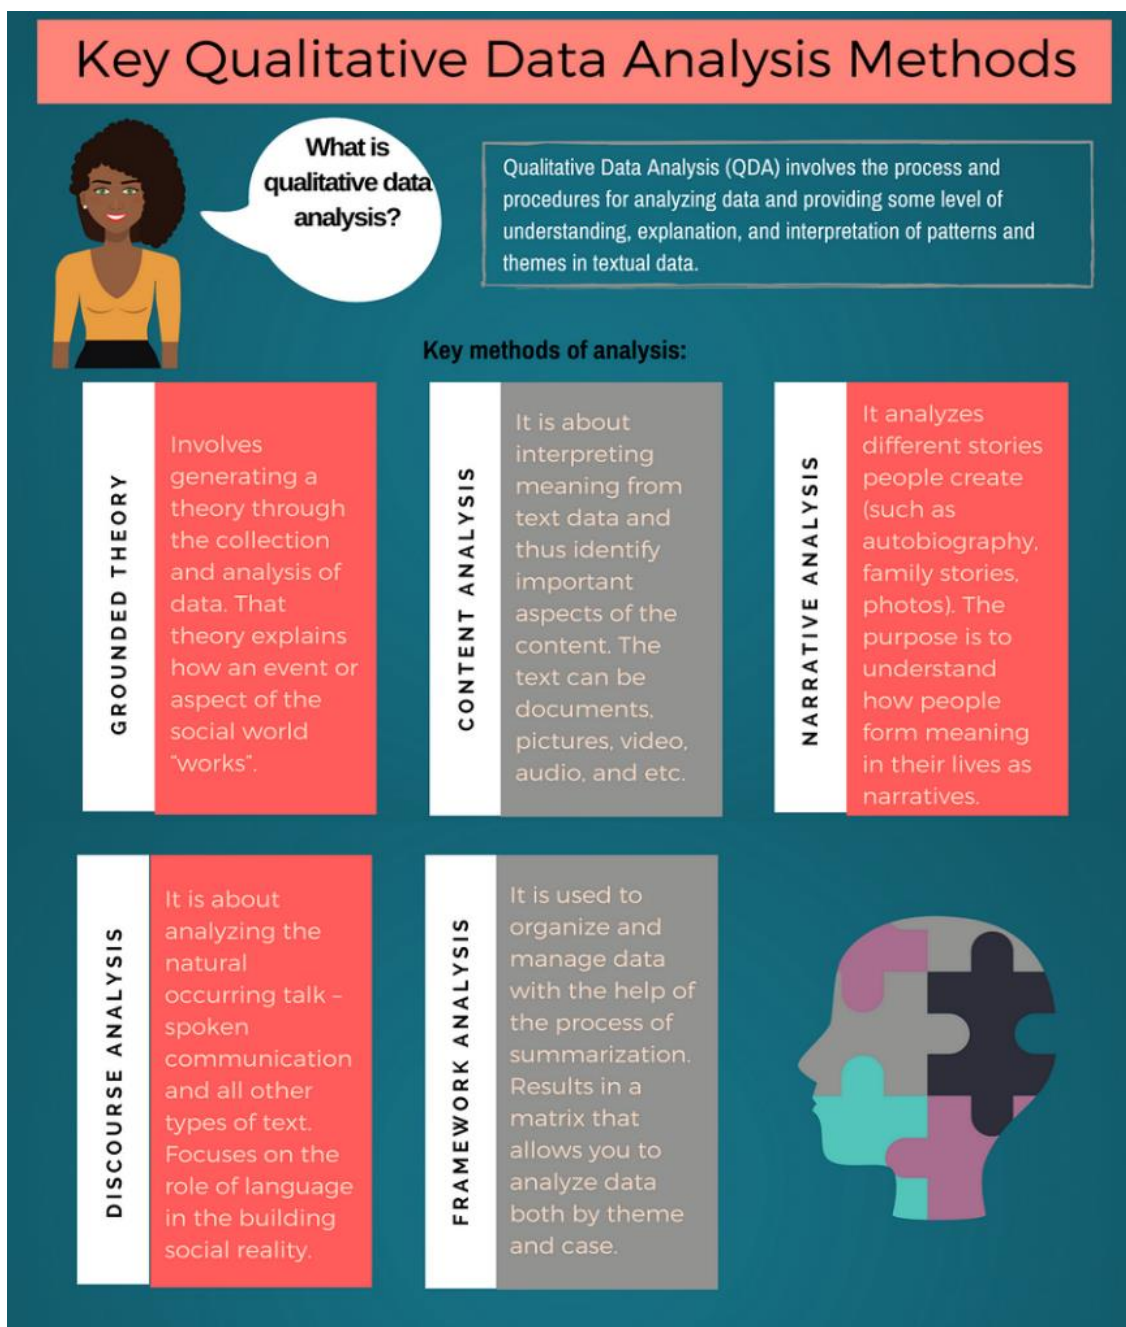 Key Qualitative Data Analysis Methods
What is
qualitative data
analysis?
Qualitative Data Analysis (QDA) involves the process and
procedures for analyzing data and providing some level of
understanding, explanation, and interpretation of patterns and
themes in textual data.
Key methods of analysis:
GROUNDED THEORY
Involves
generating a
theory through
the collection
and analysis of
data. That
theory explains
how an event or
aspect of the
social world
"works".
CONTENT ANALYSIS
It is about
interpreting
meaning from
text data and
thus identify
important
aspects of the
content. The
text can be
documents,
pictures, video,
audio, and etc.
NARRATIVE ANALYSIS
It analyzes
different stories
people create
(such as
autobiography,
family stories,
photos). The
purpose is to
understand
how people
form meaning
in their lives as
narratives.
DISCOURSE ANALYSIS
It is about
analyzing the
natural
occurring talk –
spoken
communication
and all other
types of text.
Focuses on the
role of language
in the building
social reality.
FRAMEWORK ANALYSIS
It is used to
organize and
manage data
with the help of
the process of
summarization.
Results in a
matrix that
allows you to
analyze data
both by theme
and case.